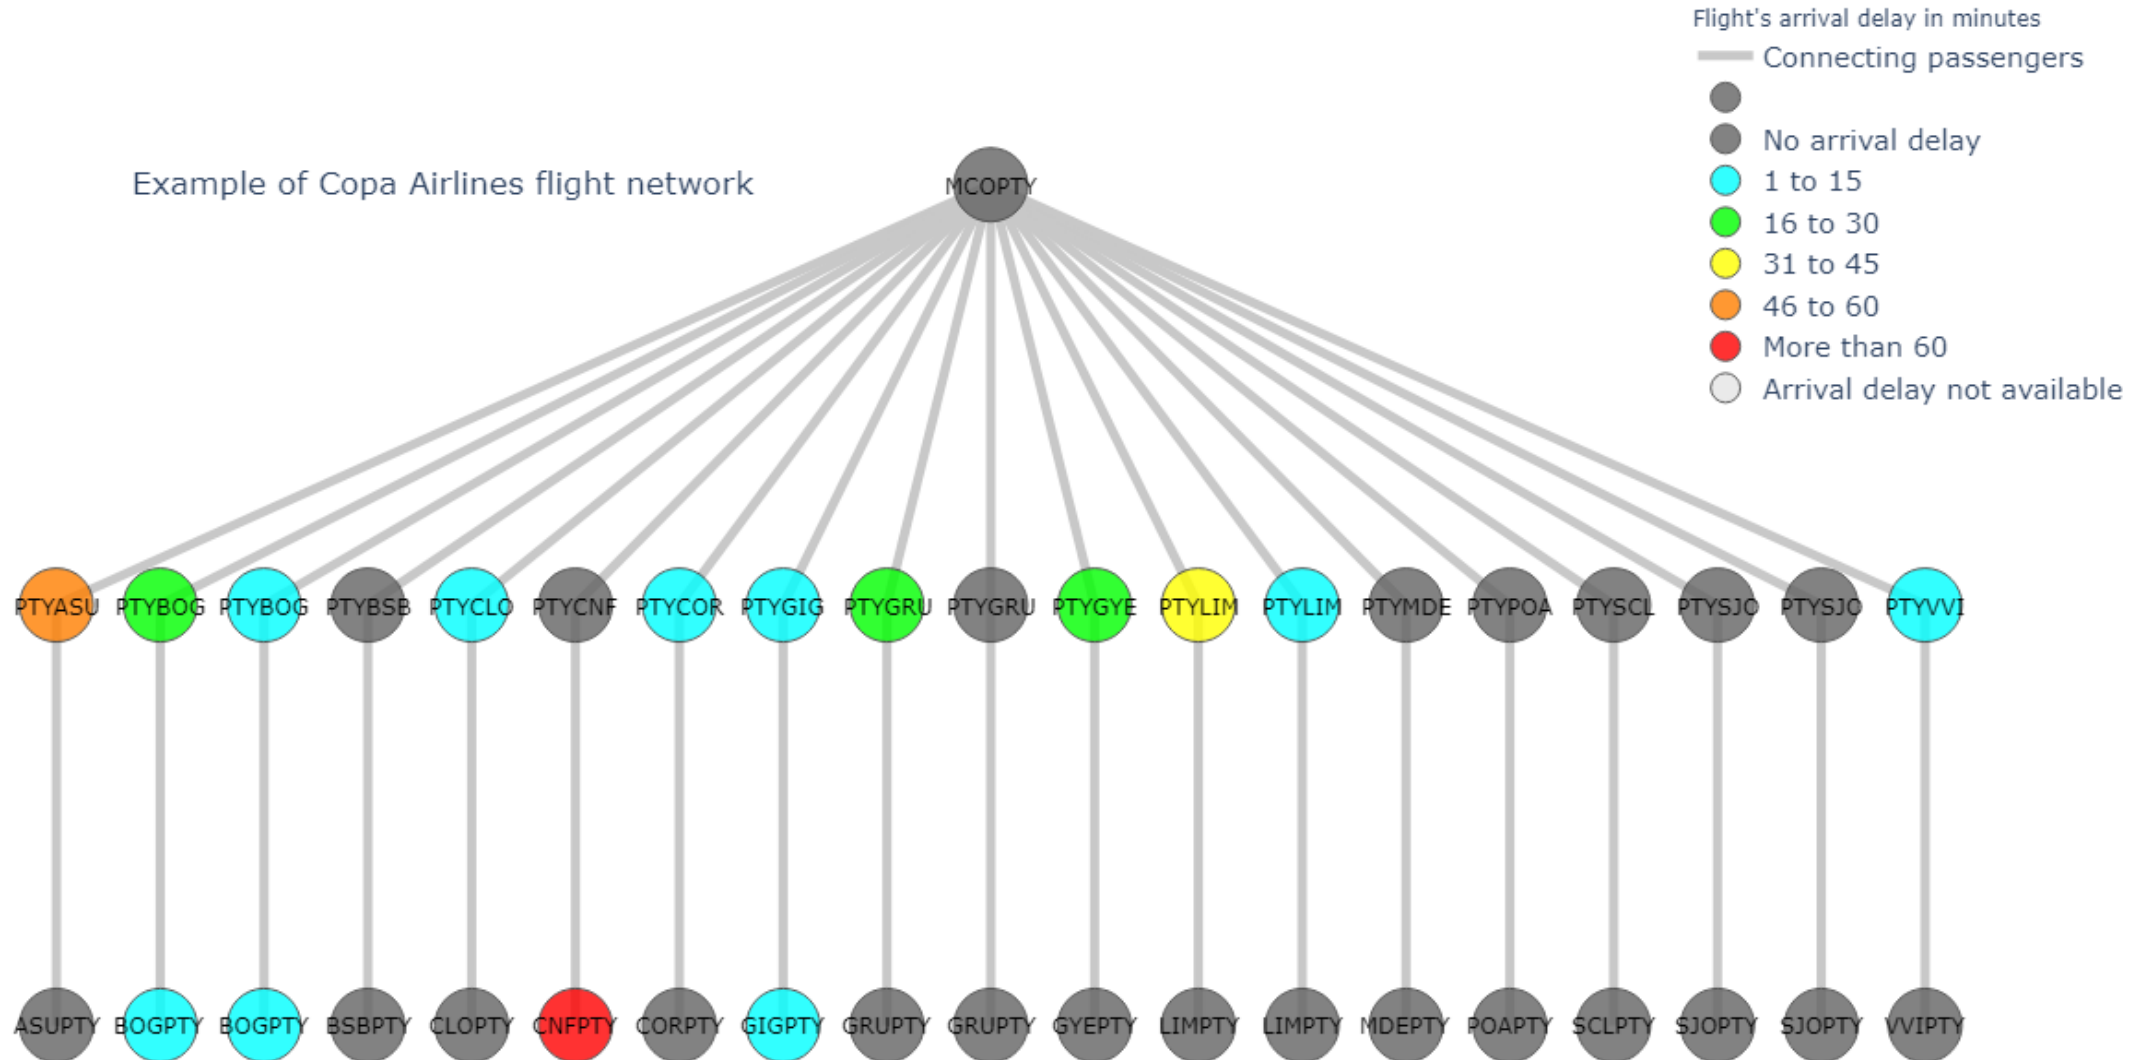 Flight's arrival delay in minutes
Connecting passengers
No arrival delay
1 to 15
16 to 30
31 to 45
46 to 60
More than 60
Arrival delay not available
Example of Copa Airlines flight network
MCOPTY
PTYASU PTYBOG PTYBOG PTYBSB PTYCLO PTYCNF PTYCOR PTYGIG PTYGRU PTYGRU PTYGYE PTYLIM PTYLIM PTYMDE PTYPOA PTYSCL PTYSJO PTYSJO PTYVVI
ASUPTY BOGPTY BOGPTY BSBPTY CLOPTY CNFPTY CORPTY GIGPTY GRUPTY GRUPTY GYEPTY LIMPTY LIMPTY MDEPTY POAPTY SCLPTY SJOPTY SJOPTY VVIPTY